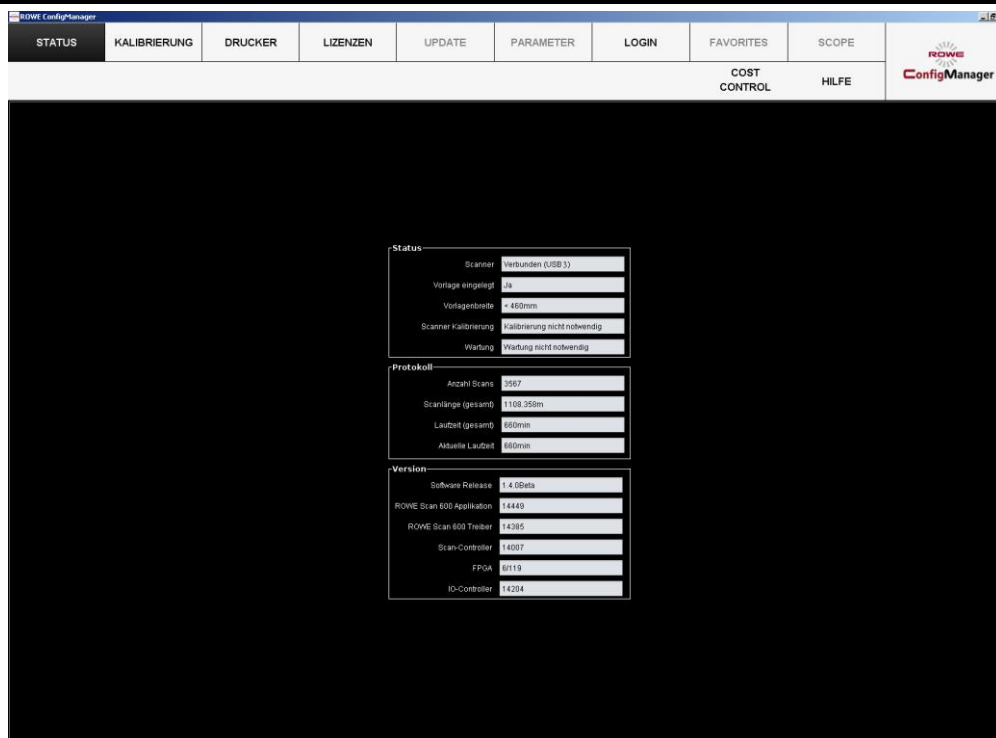 ROWE ConfigManager
STATUS KALIBRIERUNG DRUCKER LIZENZEN UPDATE PARAMETER LOGIN FAVORITES SCOPE
ROWE
ConfigManager
COST CONTROL HILFE
Status
Scanner Verbunden (USB3)
Vorlage eingelegt Ja
Vorlagenbreite < 460mm
Scanner Kalibrierung Kalibrierung nicht notwendig
Wartung Wartung nicht notwendig
Protokoll
Anzahl Scans 3567
Scanlänge (gesamt) 1108.358m
Laufzeit (gesamt) 660min
Aktuelle Laufzeit 660min
Version
Software Release 1.4.0Beta
ROWE Scan 600 Applikation 14449
ROWE Scan 600 Treiber 14385
Scan-Controller 14007
FPGA 6/119
IO-Controller 14204